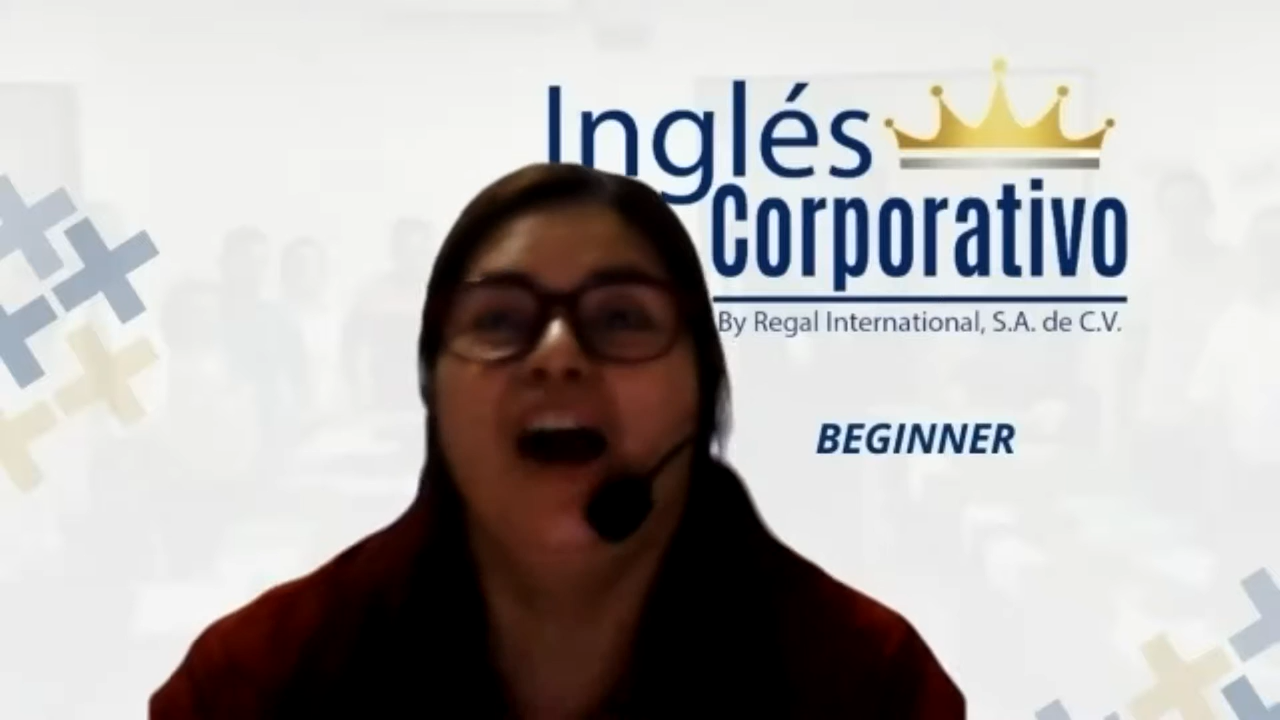 Inglés
Corporativo
By Regal International, S.A. de C.V.
BEGINNER